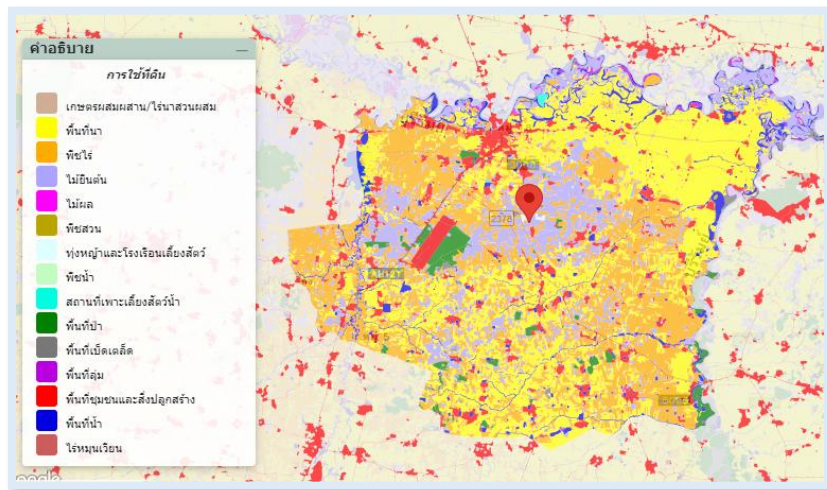 คำอธิบาย
การใช้ที่ดิน
เกษตรผสมผสาน/ไร่นาสวนผสม
พื้นที่นา
พืชไร่
ไม้ยืนต้น
ไม้ผล
พืชสวน
ทุ่งหญ้าและโรงเรือนเลี้ยงสัตว์
พืชน้ำ
สถานที่เพาะเลี้ยงสัตว์น้ำ
พื้นที่ป่า
พื้นที่เบ็ดเตล็ด
พื้นที่ลุ่ม
พื้นที่ชุมชนและสิ่งปลูกสร้าง
พื้นที่น้ำ
ไร่หมุนเวียน
2378